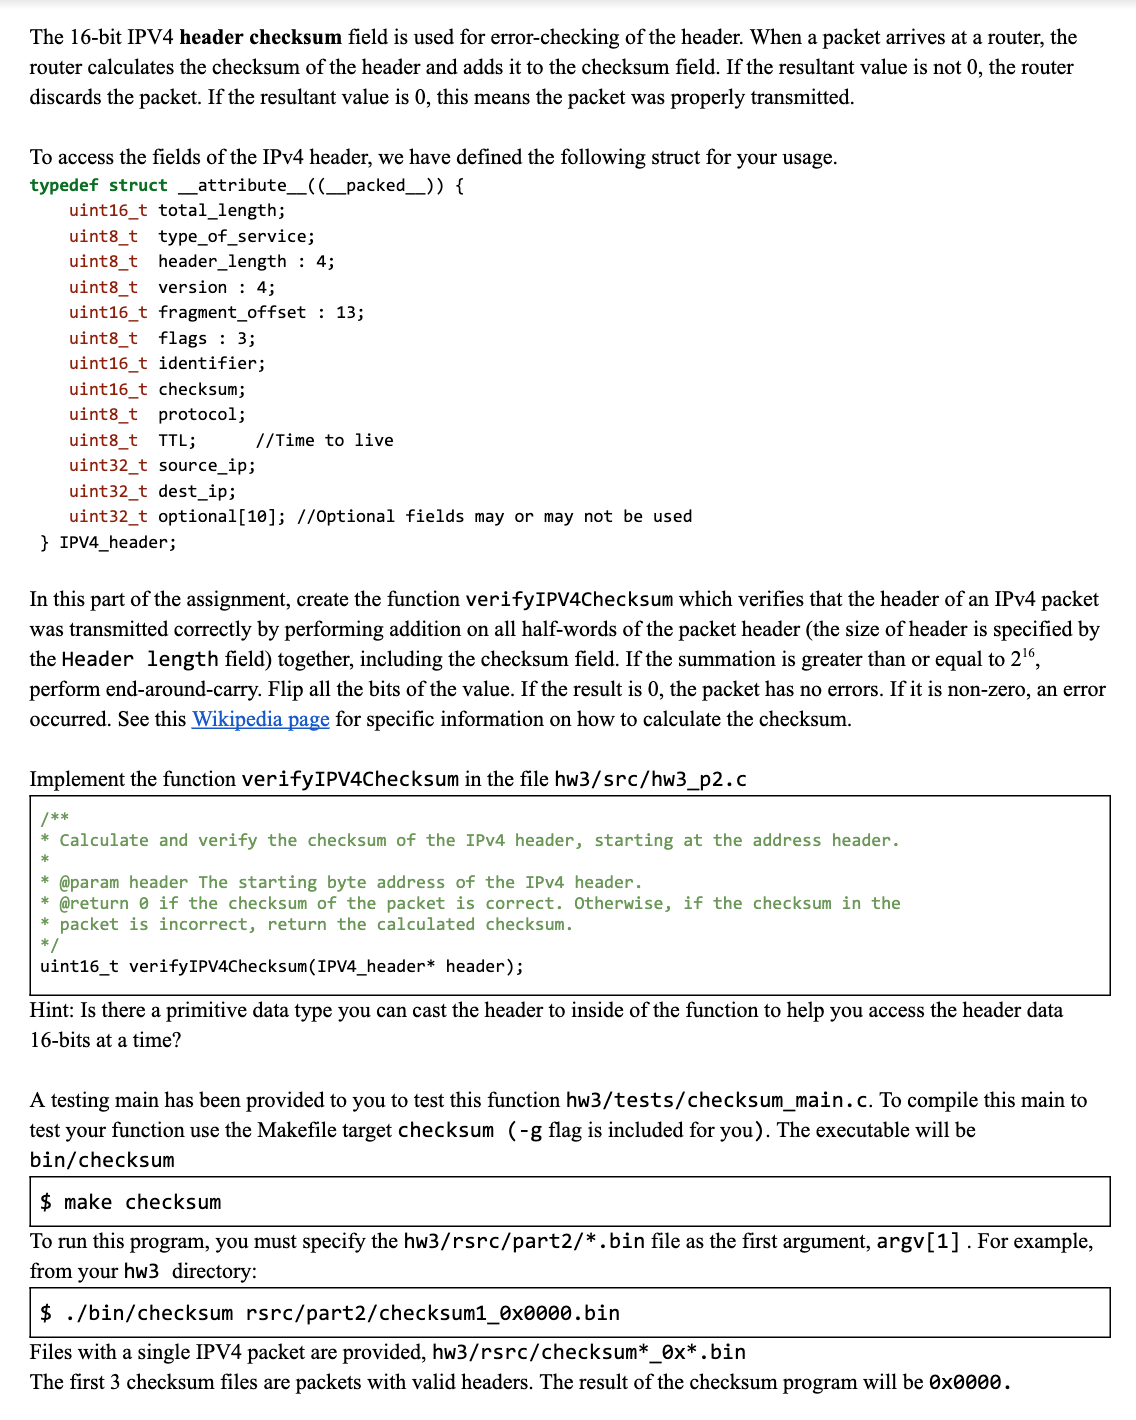 The 16-bit IPV4 header checksum field is used for error-checking of the header. When a packet arrives at a router, the
router calculates the checksum of the header and adds it to the checksum field. If the resultant value is not 0, the router
discards the packet. If the resultant value is 0, this means the packet was properly transmitted.
To access the fields of the IPv4 header, we have defined the following struct for your usage.
typedef struct __attribute__((__packed__)) {
    uint16_t total_length;
    uint8_t  type_of_service;
    uint8_t  header_length : 4;
    uint8_t  version : 4;
    uint16_t fragment_offset : 13;
    uint8_t  flags : 3;
    uint16_t identifier;
    uint16_t checksum;
    uint8_t  protocol;
    uint8_t  TTL;      //Time to live
    uint32_t source_ip;
    uint32_t dest_ip;
    uint32_t optional[10]; //Optional fields may or may not be used
 } IPV4_header;
In this part of the assignment, create the function verifyIPV4Checksum which verifies that the header of an IPv4 packet
was transmitted correctly by performing addition on all half-words of the packet header (the size of header is specified by
the Header length field) together, including the checksum field. If the summation is greater than or equal to 2¹⁶,
perform end-around-carry. Flip all the bits of the value. If the result is 0, the packet has no errors. If it is non-zero, an error
occurred. See this Wikipedia page for specific information on how to calculate the checksum.
Implement the function verifyIPV4Checksum in the file hw3/src/hw3_p2.c
/**
* Calculate and verify the checksum of the IPv4 header, starting at the address header.
*
* @param header The starting byte address of the IPv4 header.
* @return 0 if the checksum of the packet is correct. Otherwise, if the checksum in the
* packet is incorrect, return the calculated checksum.
*/
uint16_t verifyIPV4Checksum(IPV4_header* header);
Hint: Is there a primitive data type you can cast the header to inside of the function to help you access the header data
16-bits at a time?
A testing main has been provided to you to test this function hw3/tests/checksum_main.c. To compile this main to
test your function use the Makefile target checksum (-g flag is included for you). The executable will be
bin/checksum
$ make checksum
To run this program, you must specify the hw3/rsrc/part2/*.bin file as the first argument, argv[1]. For example,
from your hw3 directory:
$ ./bin/checksum rsrc/part2/checksum1_0x0000.bin
Files with a single IPV4 packet are provided, hw3/rsrc/checksum*_0x*.bin
The first 3 checksum files are packets with valid headers. The result of the checksum program will be 0x0000.